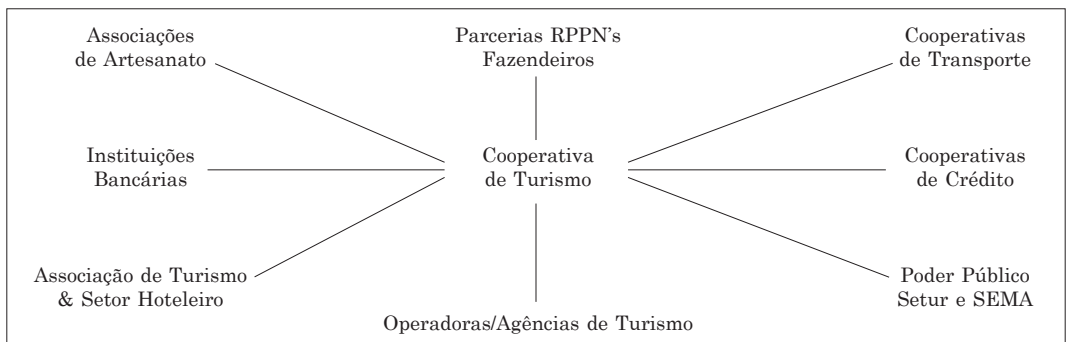 Associações
de Artesanato
Parcerias RPPN's
Fazendeiros
Cooperativas
de Transporte
Instituições
Bancárias
Cooperativa
de Turismo
Cooperativas
de Crédito
Associação de Turismo
& Setor Hoteleiro
Operadoras/Agências de Turismo
Poder Público
Setur e SEMA